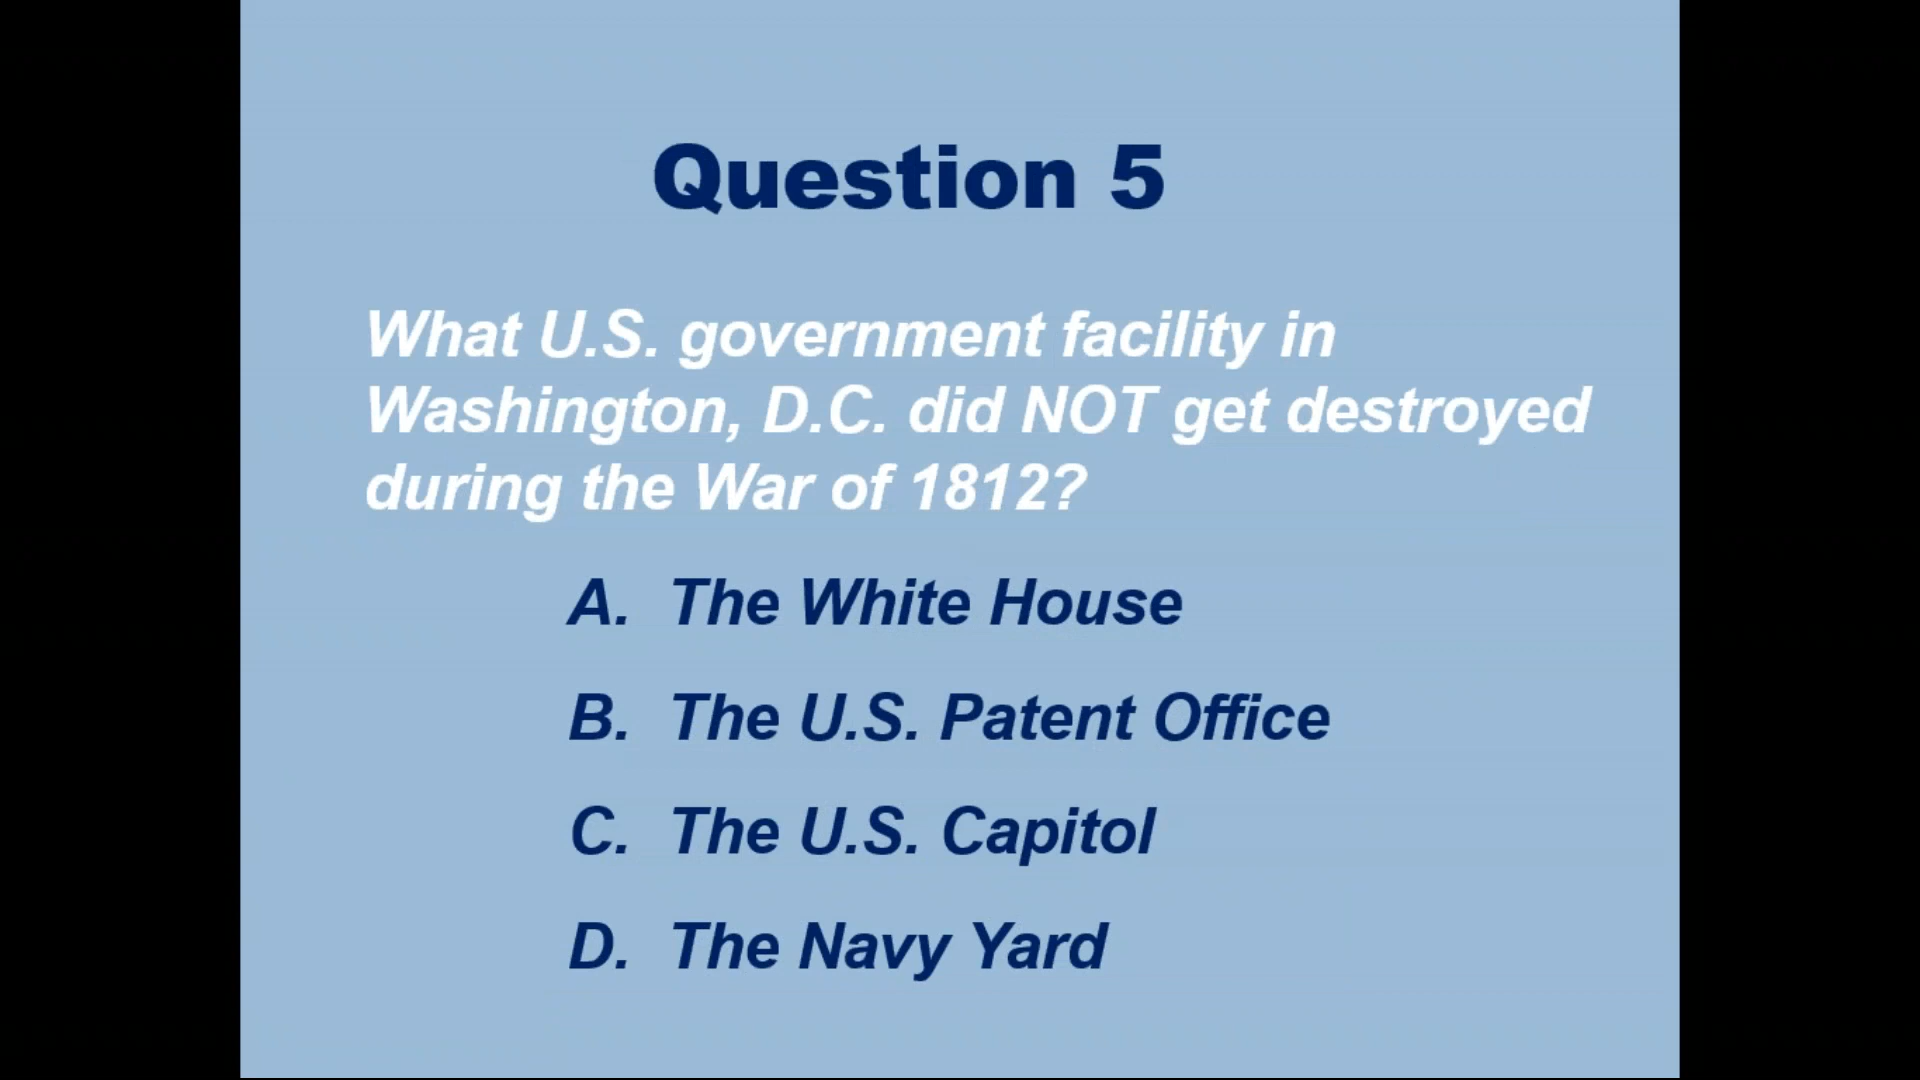 Question 5
What U.S. government facility in
Washington, D.C. did NOT get destroyed
during the War of 1812?
A. The White House
B. The U.S. Patent Office
C. The U.S. Capitol
D. The Navy Yard